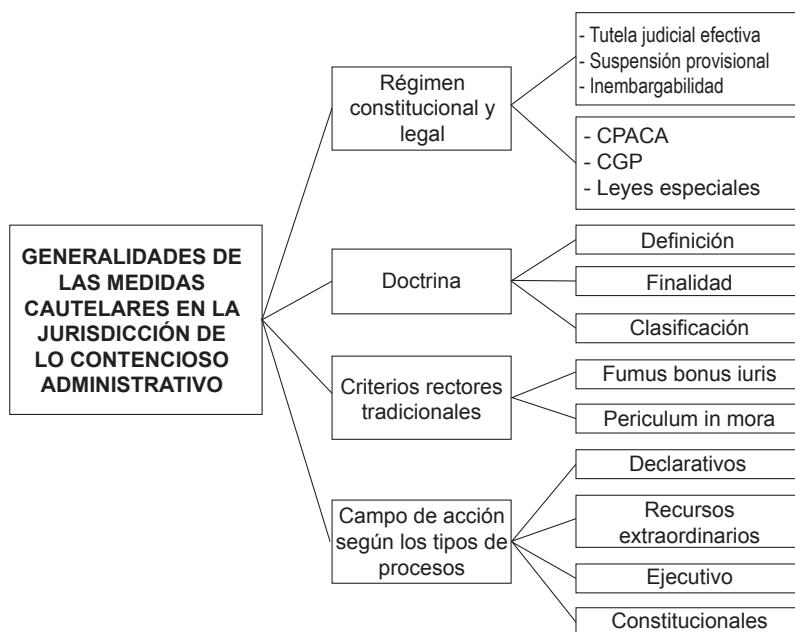 GENERALIDADES DE
LAS MEDIDAS
CAUTELARES EN LA
JURISDICCIÓN DE
LO CONTENCIOSO
ADMINISTRATIVO
Régimen
constitucional y
legal
- Tutela judicial efectiva
- Suspensión provisional
- Inembargabilidad
- CPACA
- CGP
- Leyes especiales
Doctrina
Definición
Finalidad
Clasificación
Criterios rectores
tradicionales
Fumus bonus iuris
Periculum in mora
Campo de acción
según los tipos de
procesos
Declarativos
Recursos
extraordinarios
Ejecutivo
Constitucionales